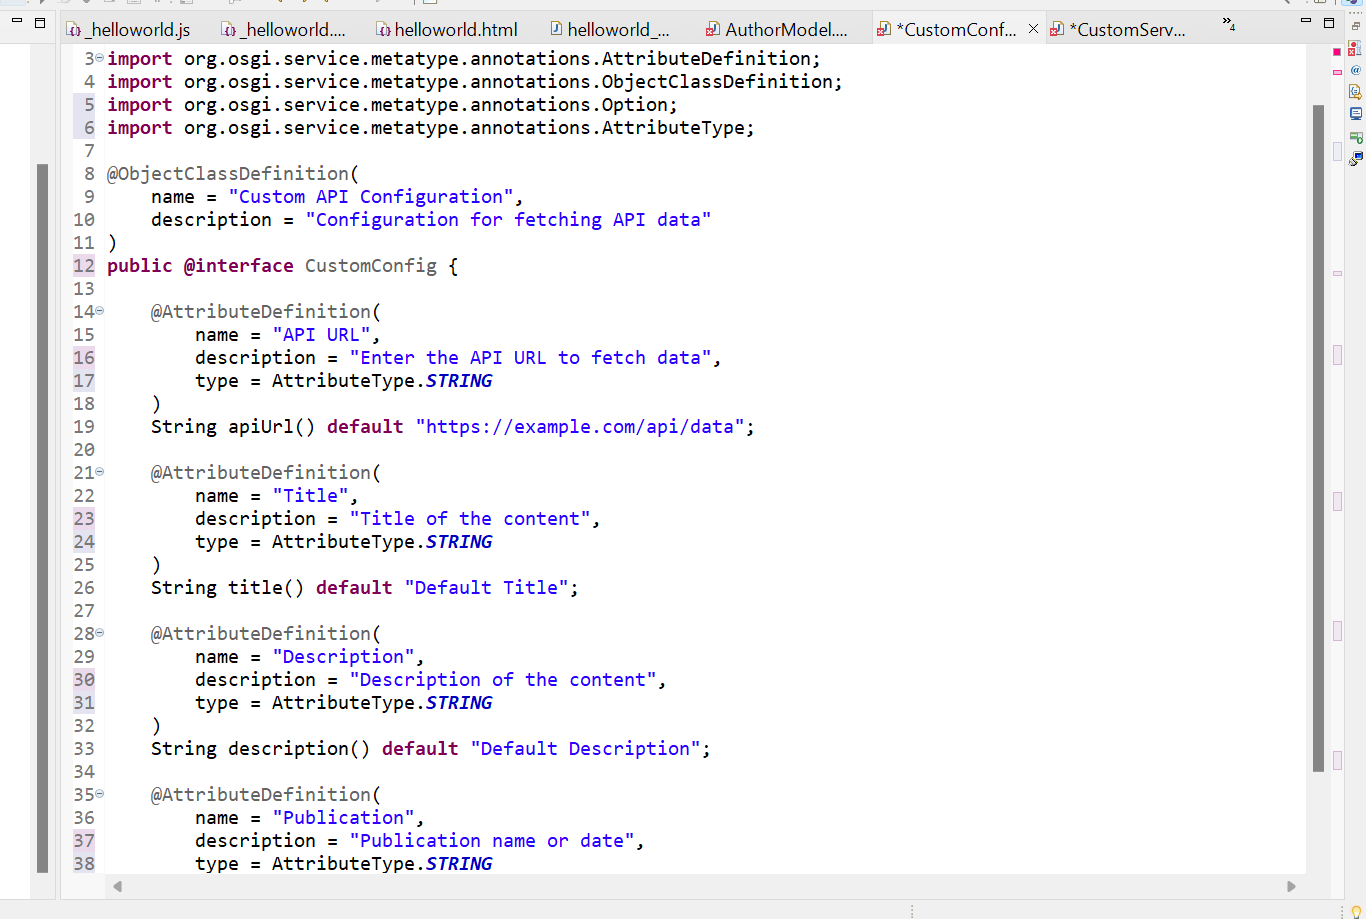 _helloworld.js _helloworld.... helloworld.html helloworld_... AuthorModel.... *CustomConf... *CustomServ... »4
3 import org.osgi.service.metatype.annotations.AttributeDefinition;
4 import org.osgi.service.metatype.annotations.ObjectClassDefinition;
5 import org.osgi.service.metatype.annotations.Option;
6 import org.osgi.service.metatype.annotations.AttributeType;
7
8 @ObjectClassDefinition(
9 name = "Custom API Configuration",
10 description = "Configuration for fetching API data"
11 )
12 public @interface CustomConfig {
13
14 @AttributeDefinition(
15 name = "API URL",
16 description = "Enter the API URL to fetch data",
17 type = AttributeType.STRING
18 )
19 String apiUrl() default "https://example.com/api/data";
20
21 @AttributeDefinition(
22 name = "Title",
23 description = "Title of the content",
24 type = AttributeType.STRING
25 )
26 String title() default "Default Title";
27
28 @AttributeDefinition(
29 name = "Description",
30 description = "Description of the content",
31 type = AttributeType.STRING
32 )
33 String description() default "Default Description";
34
35 @AttributeDefinition(
36 name = "Publication",
37 description = "Publication name or date",
38 type = AttributeType.STRING